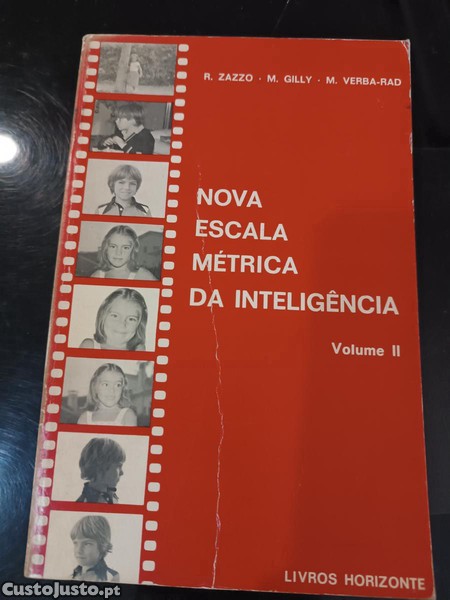 R. ZAZZO · M. GILLY · M. VERBA-RAD
NOVA
ESCALA
MÉTRICA
DA INTELIGÊNCIA
Volume II
LIVROS HORIZONTE
CustoJusto.pt